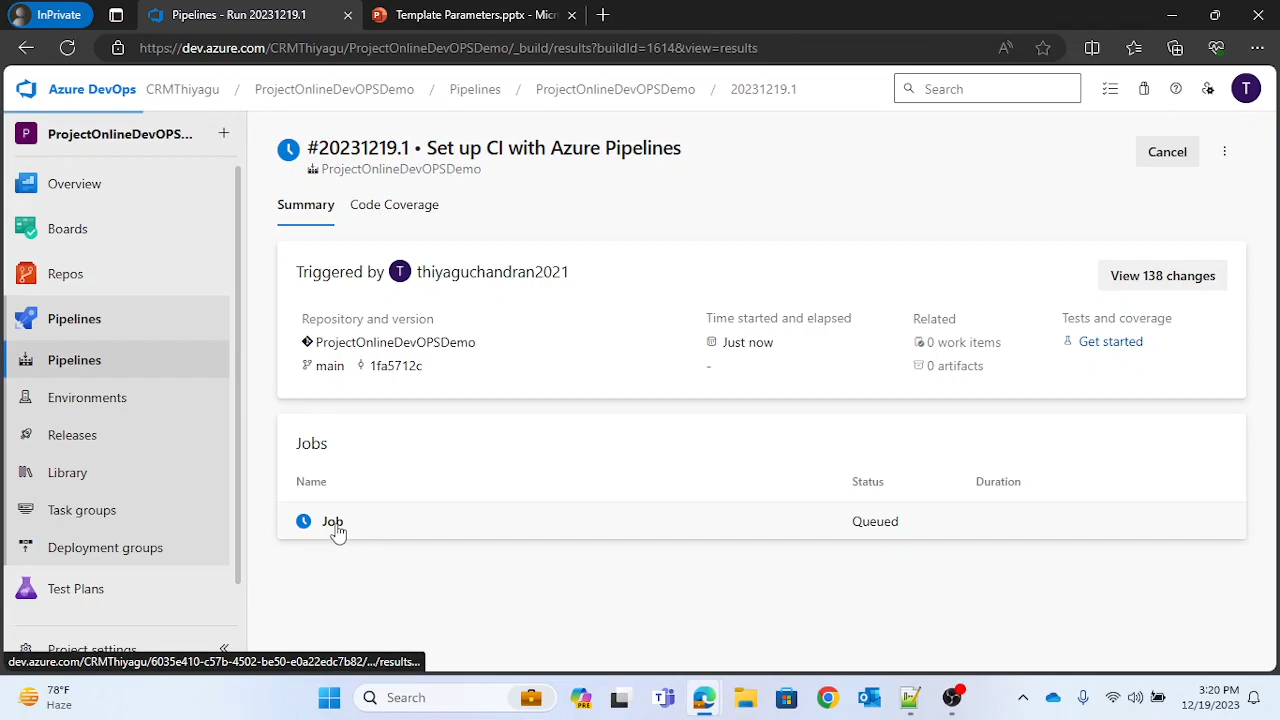 InPrivate
Pipelines - Run 20231219.1
Template Parameters.pptx - Micr
https://dev.azure.com/CRMThiyagu/ProjectOnlineDevOPSDemo/_build/results?buildId=1614&view=results
Azure DevOps CRMThiyagu / ProjectOnlineDevOPSDemo / Pipelines / ProjectOnlineDevOPSDemo / 20231219.1
Search
T
P ProjectOnlineDevOPS... +
Overview
Boards
Repos
Pipelines
Pipelines
Environments
Releases
Library
Task groups
Deployment groups
Test Plans
Project settings
#20231219.1 • Set up CI with Azure Pipelines
ProjectOnlineDevOPSDemo
Cancel
Summary Code Coverage
Triggered by T thiyaguchandran2021
View 138 changes
Repository and version
ProjectOnlineDevOPSDemo
main 1fa5712c
Time started and elapsed
Just now
-
Related
0 work items
0 artifacts
Tests and coverage
Get started
Jobs
Name Status Duration
Job Queued
dev.azure.com/CRMThiyagu/6035e410-c57b-4502-be50-e0a22edc7b82/.../results...
78°F
Haze
Search
PRE
3:20 PM
12/19/2023